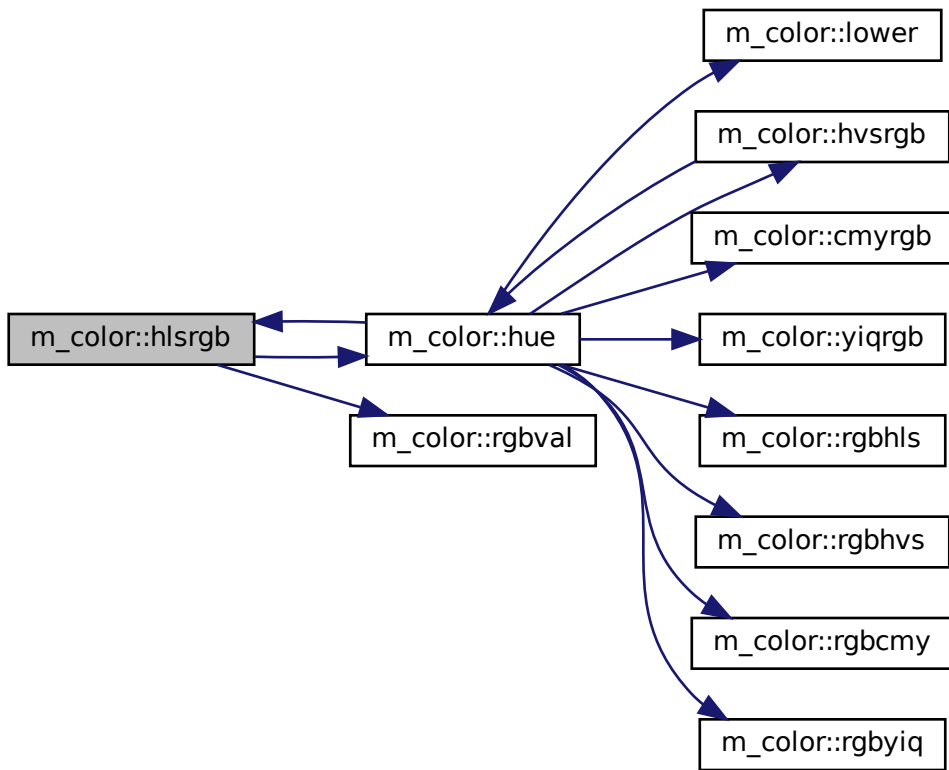 m_color::lower
m_color::hvsrgb
m_color::cmyrgb
m_color::hlsrgb
m_color::hue
m_color::yiqrgb
m_color::rgbval
m_color::rgbhls
m_color::rgbhvs
m_color::rgbcmy
m_color::rgbyiq